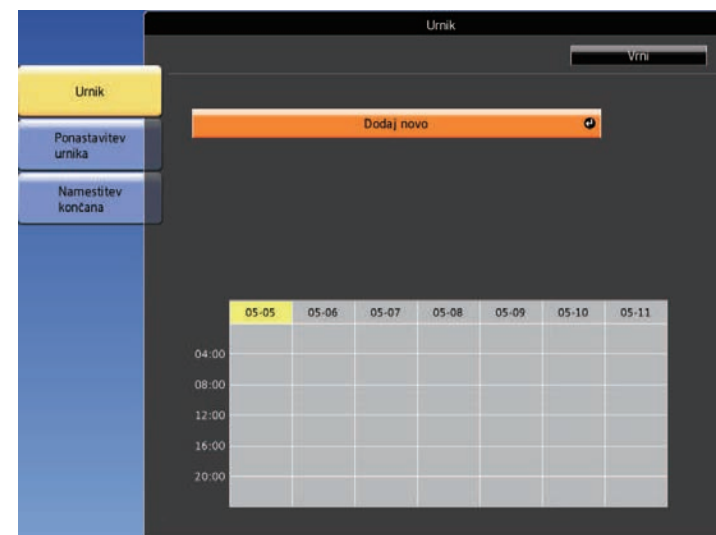 Urnik
Vrni
Urnik
Dodaj novo
Ponastavitev
urnika
Namestitev
končana
05-05 05-06 05-07 05-08 05-09 05-10 05-11
04:00
08:00
12:00
16:00
20:00